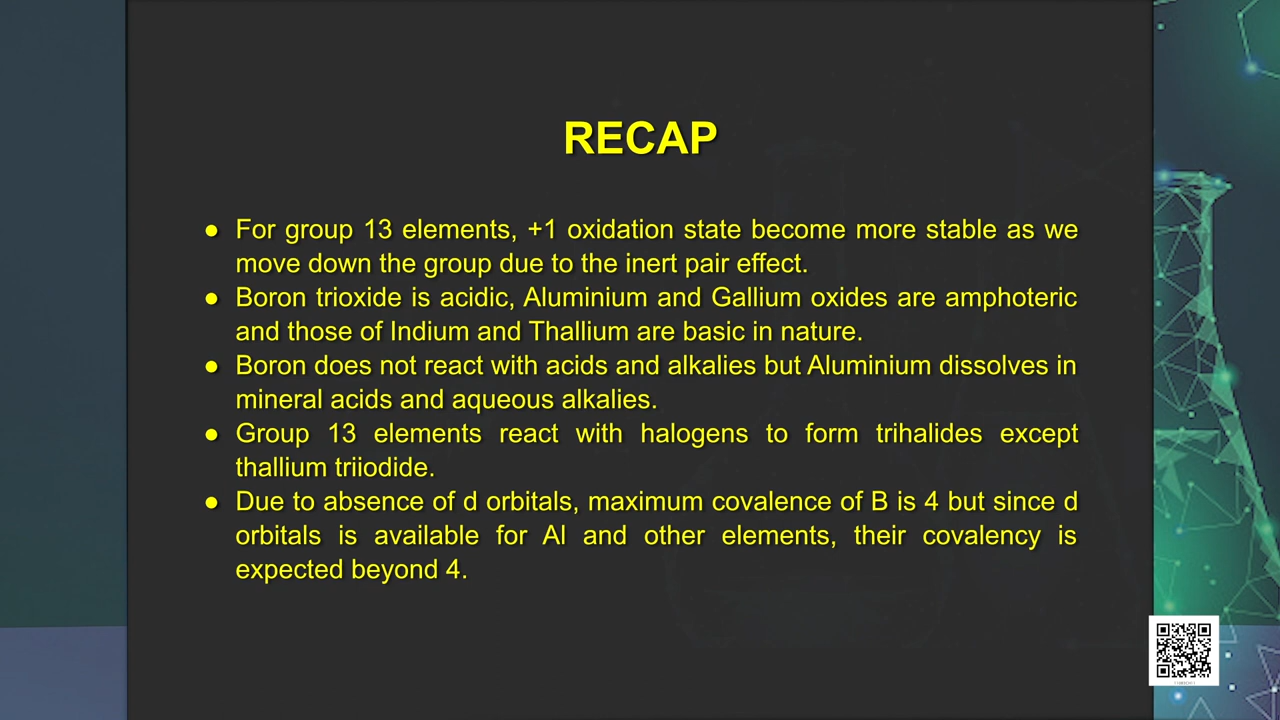 RECAP
● For group 13 elements, +1 oxidation state become more stable as we
move down the group due to the inert pair effect.
● Boron trioxide is acidic, Aluminium and Gallium oxides are amphoteric
and those of Indium and Thallium are basic in nature.
● Boron does not react with acids and alkalies but Aluminium dissolves in
mineral acids and aqueous alkalies.
● Group 13 elements react with halogens to form trihalides except
thallium triiodide.
● Due to absence of d orbitals, maximum covalence of B is 4 but since d
orbitals is available for Al and other elements, their covalency is
expected beyond 4.